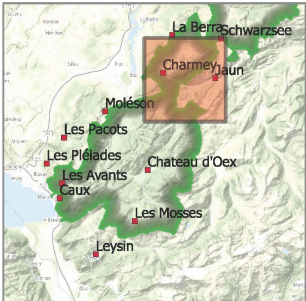 La Berra
Schwarzsee
Charmey
Jaun
Moléson
Les Pacots
Les Pléiades
Chateau d'Oex
Les Avants
Caux
Les Mosses
Leysin